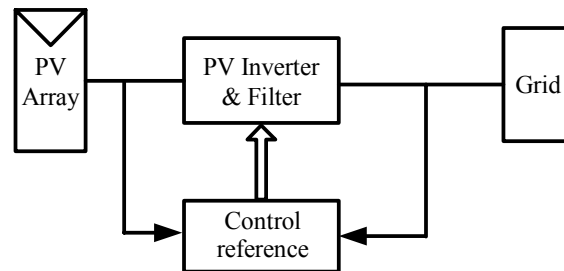 PV
Array
PV Inverter
& Filter
Grid
Control
reference